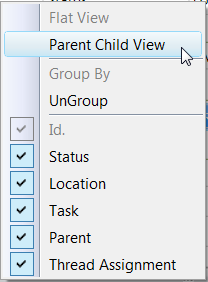 Flat View
Parent Child View
Group By
UnGroup
Id.
Status
Location
Task
Parent
Thread Assignment